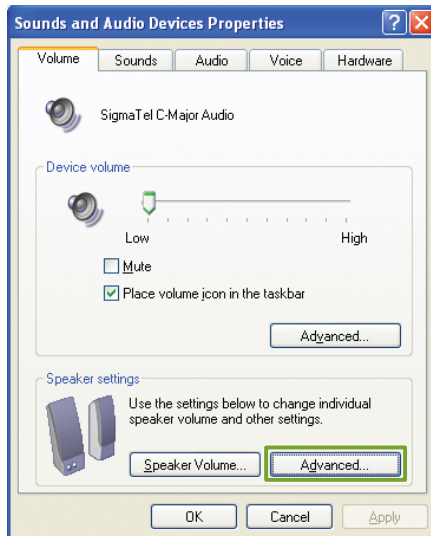 Sounds and Audio Devices Properties
Volume Sounds Audio Voice Hardware
SigmaTel C-Major Audio
Device volume
Low High
Mute
Place volume icon in the taskbar
Advanced...
Speaker settings
Use the settings below to change individual
speaker volume and other settings.
Speaker Volume... Advanced...
OK Cancel Apply